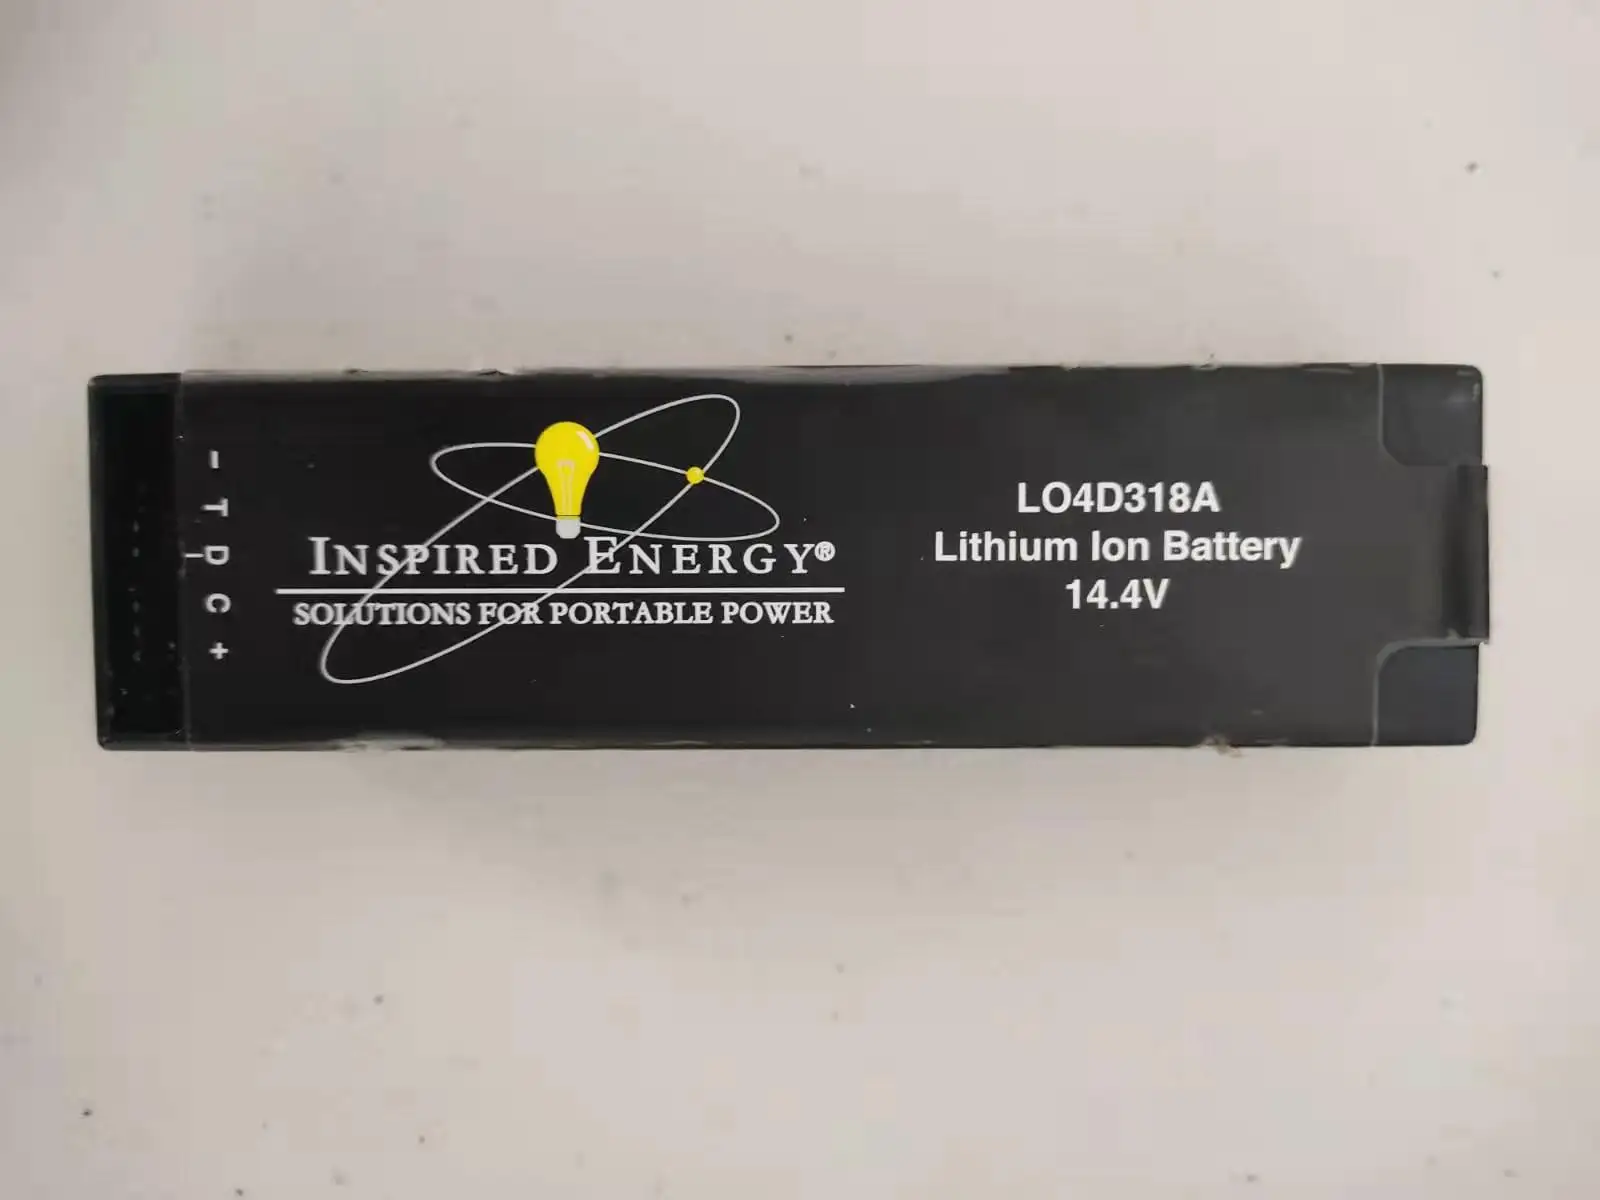 - T D C +
INSPIRED ENERGY®
SOLUTIONS FOR PORTABLE POWER
LO4D318A
Lithium Ion Battery
14.4V